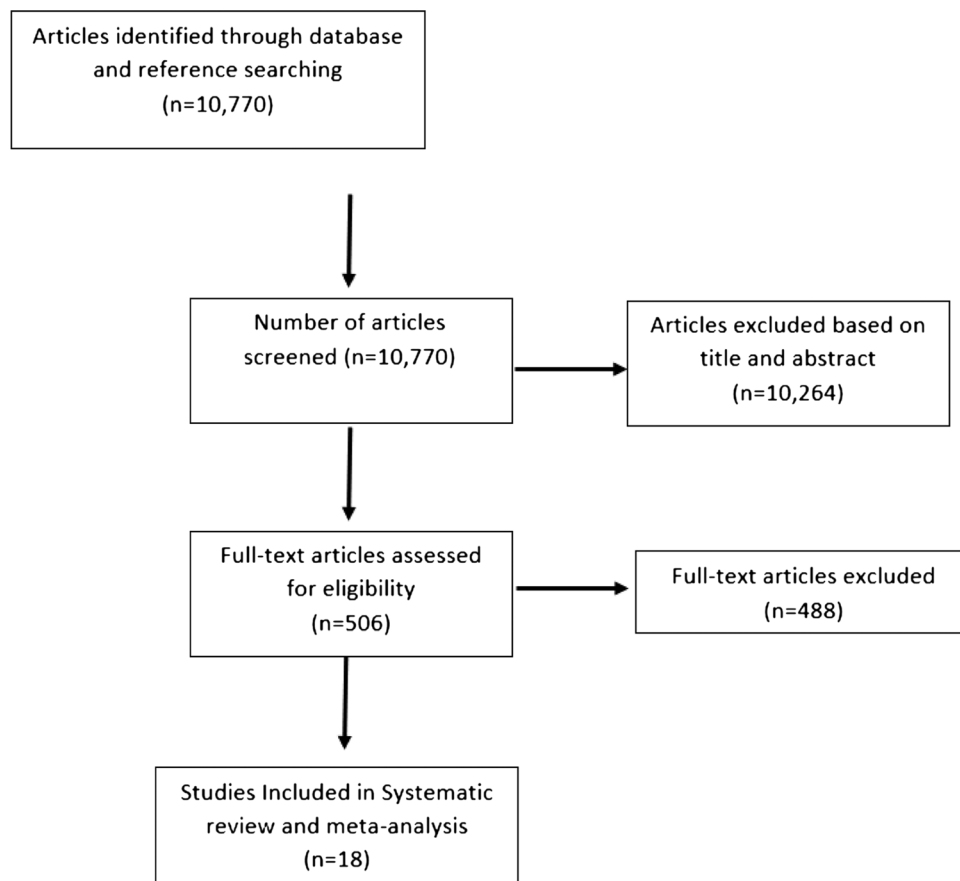 Articles identified through database
and reference searching
(n=10,770)
Number of articles
screened (n=10,770)
Articles excluded based on
title and abstract
(n=10,264)
Full-text articles assessed
for eligibility
(n=506)
Full-text articles excluded
(n=488)
Studies Included in Systematic
review and meta-analysis
(n=18)